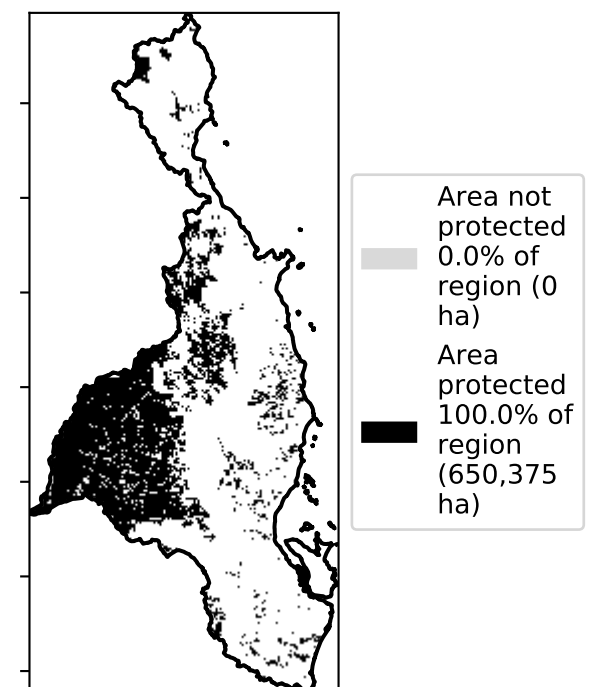 Area not
protected
0.0% of
region (0
ha)
Area
protected
100.0% of
region
(650,375
ha)